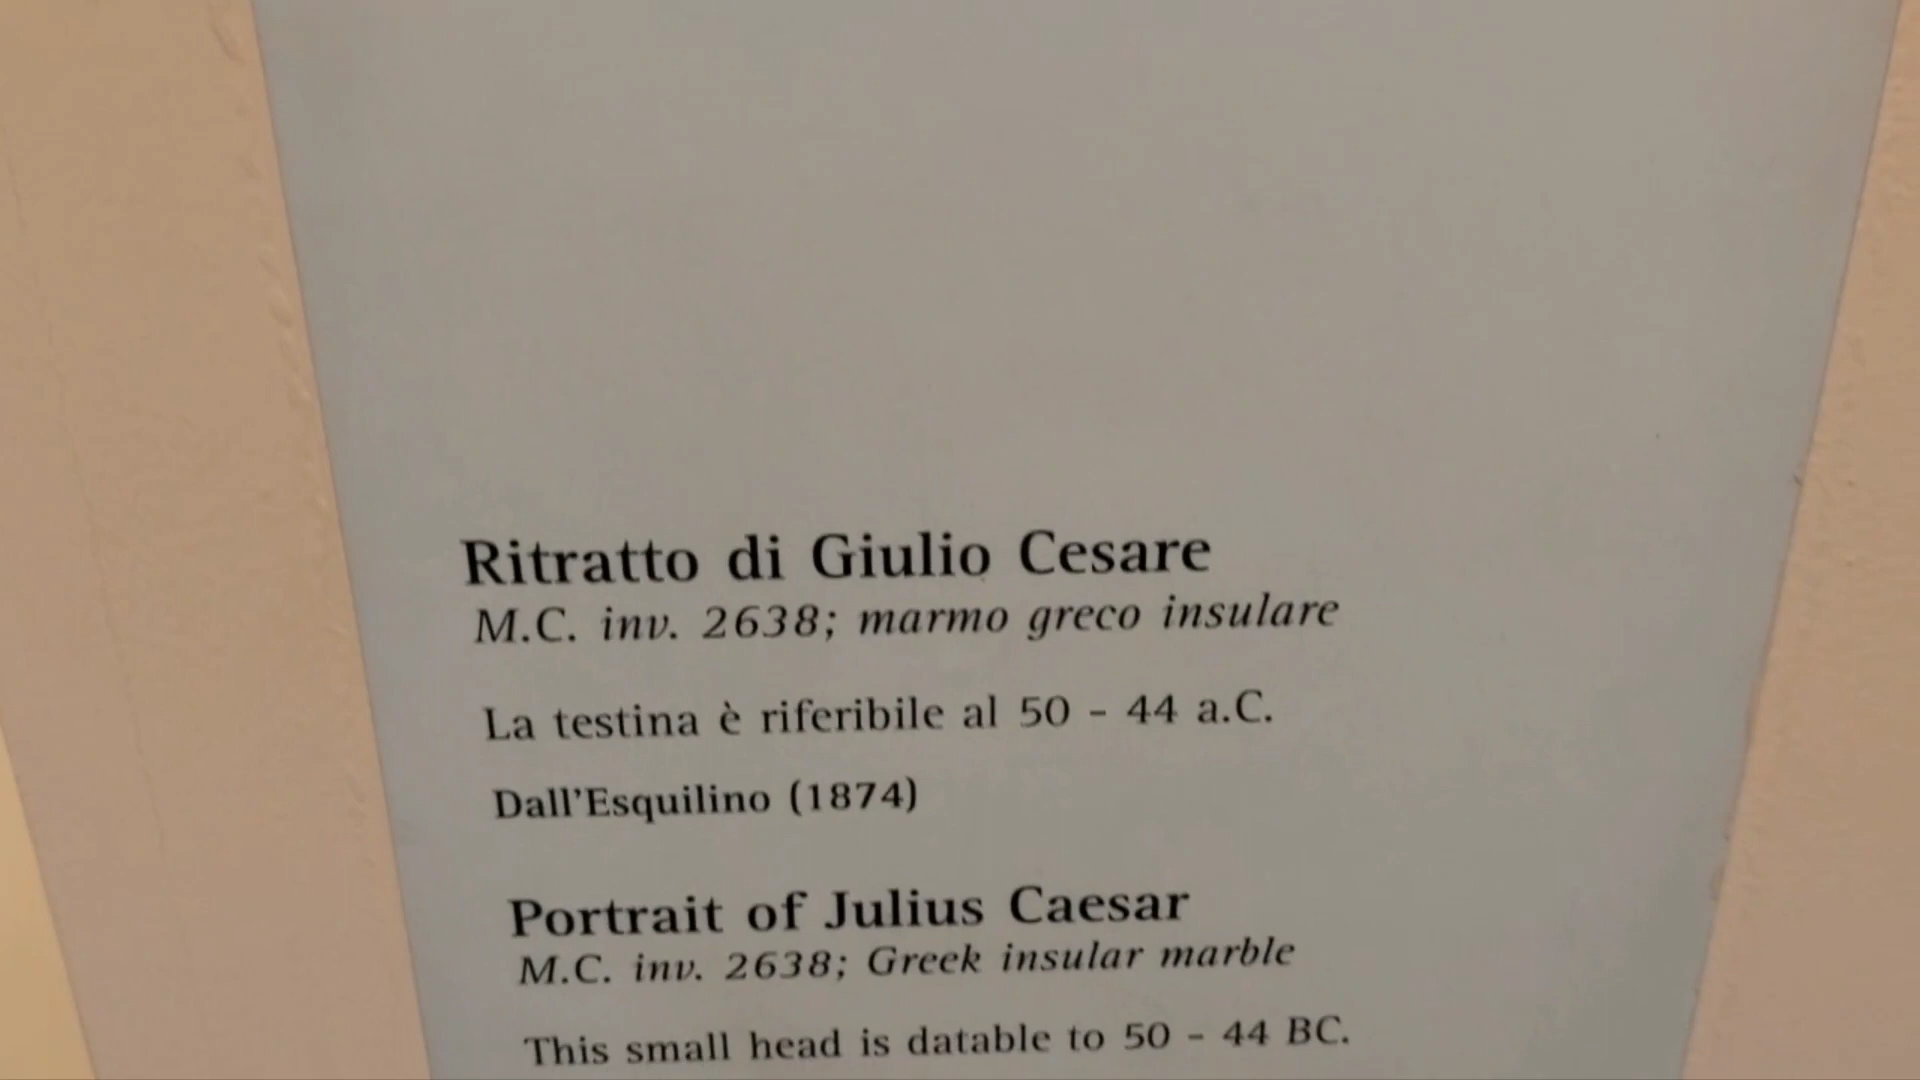 Ritratto di Giulio Cesare
M.C. inv. 2638; marmo greco insulare
La testina è riferibile al 50 – 44 a.C.
Dall’Esquilino (1874)
Portrait of Julius Caesar
M.C. inv. 2638; Greek insular marble
This small head is datable to 50 – 44 BC.